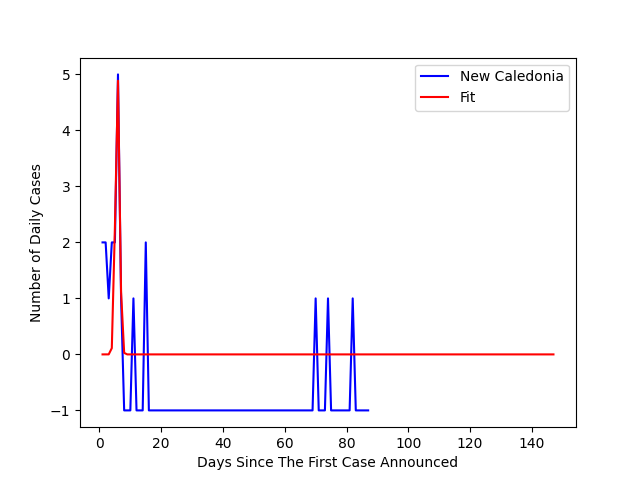 New Caledonia
Fit
Number of Daily Cases
5
4
3
2
1
0
−1
0 20 40 60 80 100 120 140
Days Since The First Case Announced